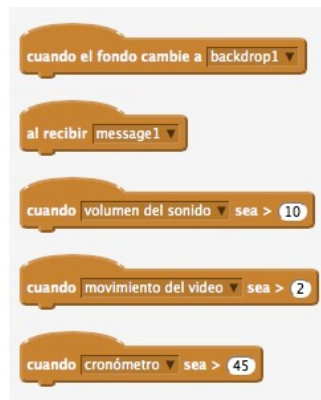 cuando el fondo cambie a backdrop1
al recibir message1
cuando volumen del sonido sea > 10
cuando movimiento del video sea > 2
cuando cronómetro sea > 45